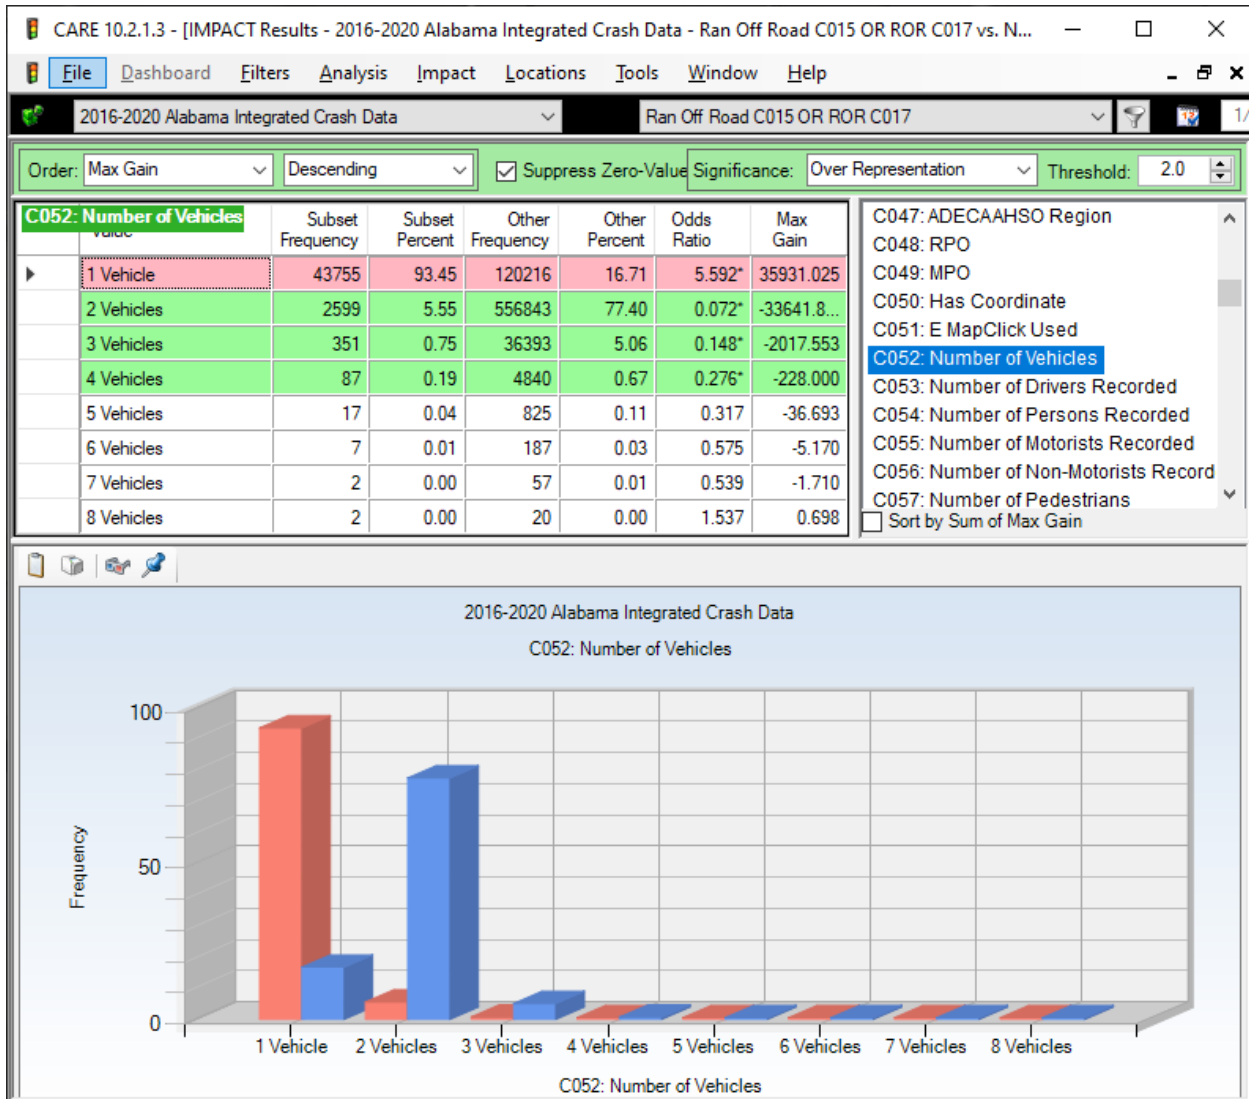 CARE 10.2.1.3 - [IMPACT Results - 2016-2020 Alabama Integrated Crash Data - Ran Off Road C015 OR ROR C017 vs. N...
File Dashboard Filters Analysis Impact Locations Tools Window Help
2016-2020 Alabama Integrated Crash Data Ran Off Road C015 OR ROR C017 1/
Order: Max Gain Descending Suppress Zero-Value Significance: Over Representation Threshold: 2.0
C052: Number of Vehicles Subset Frequency Subset Percent Other Frequency Other Percent Odds Ratio Max Gain
1 Vehicle 43755 93.45 120216 16.71 5.592* 35931.025
2 Vehicles 2599 5.55 556843 77.40 0.072* -33641.8...
3 Vehicles 351 0.75 36393 5.06 0.148* -2017.553
4 Vehicles 87 0.19 4840 0.67 0.276* -228.000
5 Vehicles 17 0.04 825 0.11 0.317 -36.693
6 Vehicles 7 0.01 187 0.03 0.575 -5.170
7 Vehicles 2 0.00 57 0.01 0.539 -1.710
8 Vehicles 2 0.00 20 0.00 1.537 0.698
C047: ADECAAHSO Region
C048: RPO
C049: MPO
C050: Has Coordinate
C051: E MapClick Used
C052: Number of Vehicles
C053: Number of Drivers Recorded
C054: Number of Persons Recorded
C055: Number of Motorists Recorded
C056: Number of Non-Motorists Record
C057: Number of Pedestrians
Sort by Sum of Max Gain
2016-2020 Alabama Integrated Crash Data
C052: Number of Vehicles
100
50
0
Frequency
1 Vehicle 2 Vehicles 3 Vehicles 4 Vehicles 5 Vehicles 6 Vehicles 7 Vehicles 8 Vehicles
C052: Number of Vehicles